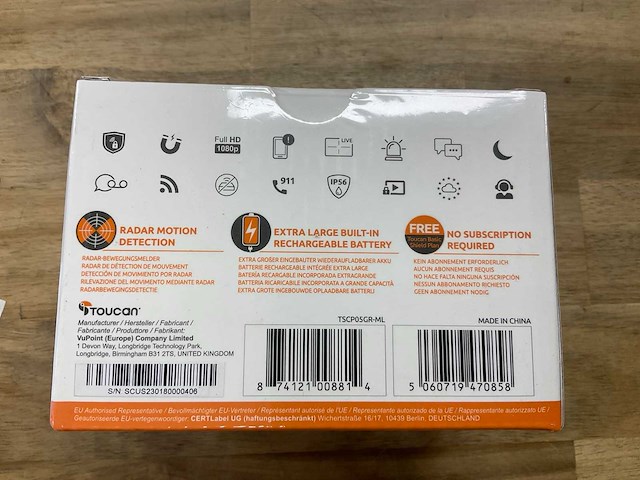 Full HD
1080p
!
LIVE
911
IP56
RADAR MOTION
DETECTION
RADAR-BEWEGUNGSMELDER
RADAR DE DÉTECTION DE MOUVEMENT
DETECCIÓN DE MOVIMIENTO POR RADAR
RILEVAZIONE DEL MOVIMENTO MEDIANTE RADAR
RADARBEWEGINGSDETECTIE
EXTRA LARGE BUILT-IN
RECHARGEABLE BATTERY
EXTRA GROßER EINGEBAUTER WIEDERAUFLADBARER AKKU
BATTERIE RECHARGEABLE INTÉGRÉE EXTRA LARGE
BATERÍA RECARGABLE INCORPORADA EXTRAGRANDE
BATTERIA RICARICABILE INCORPORATA A GRANDE CAPACITÀ
EXTRA GROTE INGEBOUWDE OPLAADBARE BATTERIJ
FREE
Toucan Basic
Shield Plan
NO SUBSCRIPTION
REQUIRED
KEIN ABONNEMENT ERFORDERLICH
AUCUN ABONNEMENT REQUIS
NO HACE FALTA NINGUNA SUSCRIPCIÓN
NESSUN ABBONAMENTO RICHIESTO
GEEN ABONNEMENT NODIG
TOUCAN
Manufacturer / Hersteller / Fabricant /
Fabricante / Produttore / Fabrikant:
VuPoint (Europe) Company Limited
1 Devon Way, Longbridge Technology Park,
Longbridge, Birmingham B31 2TS, UNITED KINGDOM
S/N SCUS230180000406
TSCP05GR-ML
8 74121 00881 4
MADE IN CHINA
5 060719 470858
EU Authorised Representative / Bevollmächtigter EU-Vertreter / Représentant autorisé de l'UE / Representante autorizado de la UE / Rappresentante autorizzato UE /
Geautoriseerde EU-vertegenwoordiger: CERTLabel UG (haftungsbeschränkt) Wichertstraße 16/17, 10439 Berlin. DEUTSCHLAND